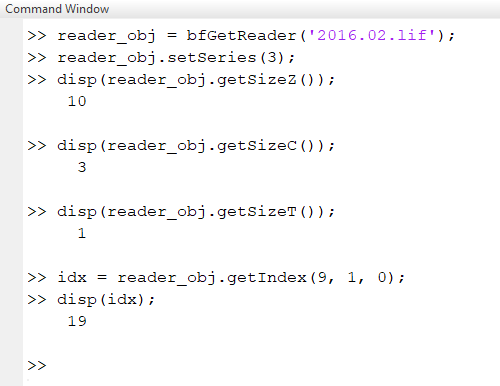 Command Window
>> reader_obj = bfGetReader('2016.02.lif');
>> reader_obj.setSeries(3);
>> disp(reader_obj.getSizeZ());
10
>> disp(reader_obj.getSizeC());
3
>> disp(reader_obj.getSizeT());
1
>> idx = reader_obj.getIndex(9, 1, 0);
>> disp(idx);
19
>>